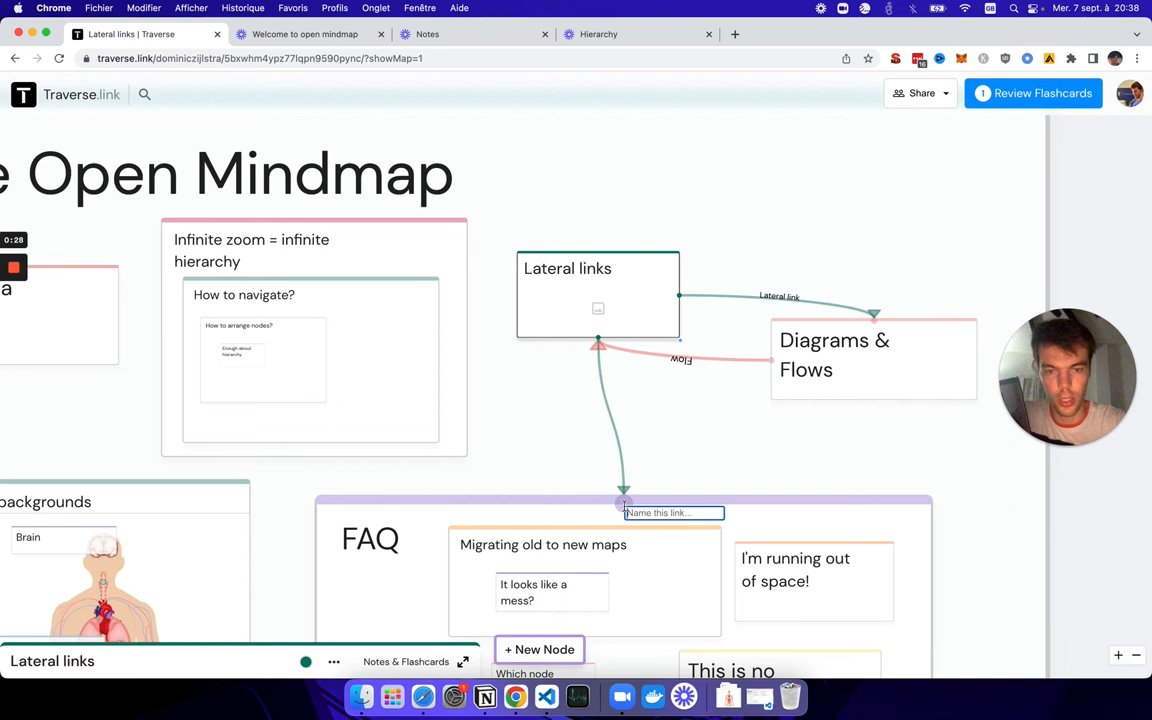 Chrome Fichier Modifier Afficher Historique Favoris Profils Onglet Fenêtre Aide
GB Mer. 7 sept. à 20:38
Lateral links | Traverse
Welcome to open mindmap
Notes
Hierarchy
traverse.link/dominiczijlstra/5bxwhm4ypz77lqpn9590pync/?showMap=1
T Traverse.link
Share
1 Review Flashcards
e Open Mindmap
0:28
a
Infinite zoom = infinite
hierarchy
How to navigate?
How to arrange nodes?
Enough about
hierarchy
Lateral links
Lateral link
Flow
Diagrams &
Flows
backgrounds
Brain
FAQ
Name this link...
Migrating old to new maps
It looks like a
mess?
I'm running out
of space!
+ New Node
Which node
This is no
Lateral links
Notes & Flashcards